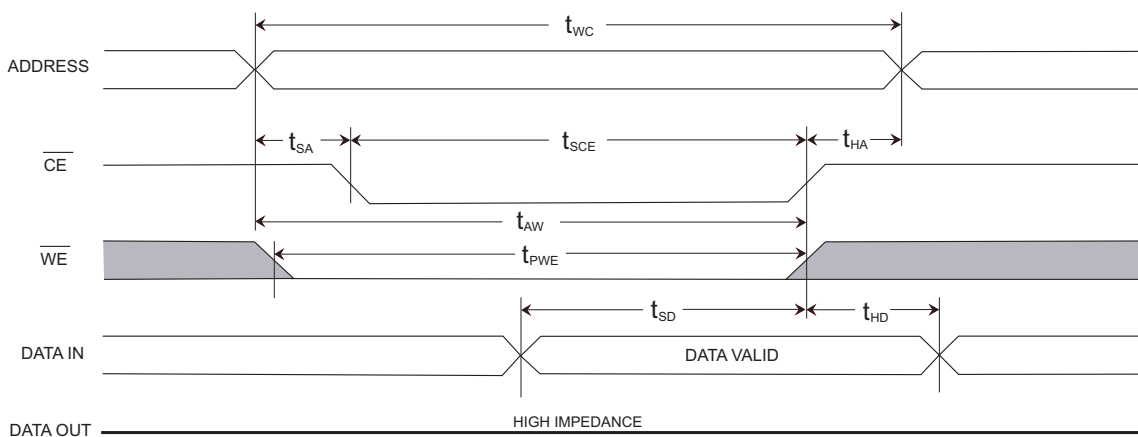 tWC
ADDRESS
tSA
tSCE
tHA
CE
tAW
WE
tPWE
tSD
tHD
DATA IN
DATA VALID
DATA OUT
HIGH IMPEDANCE